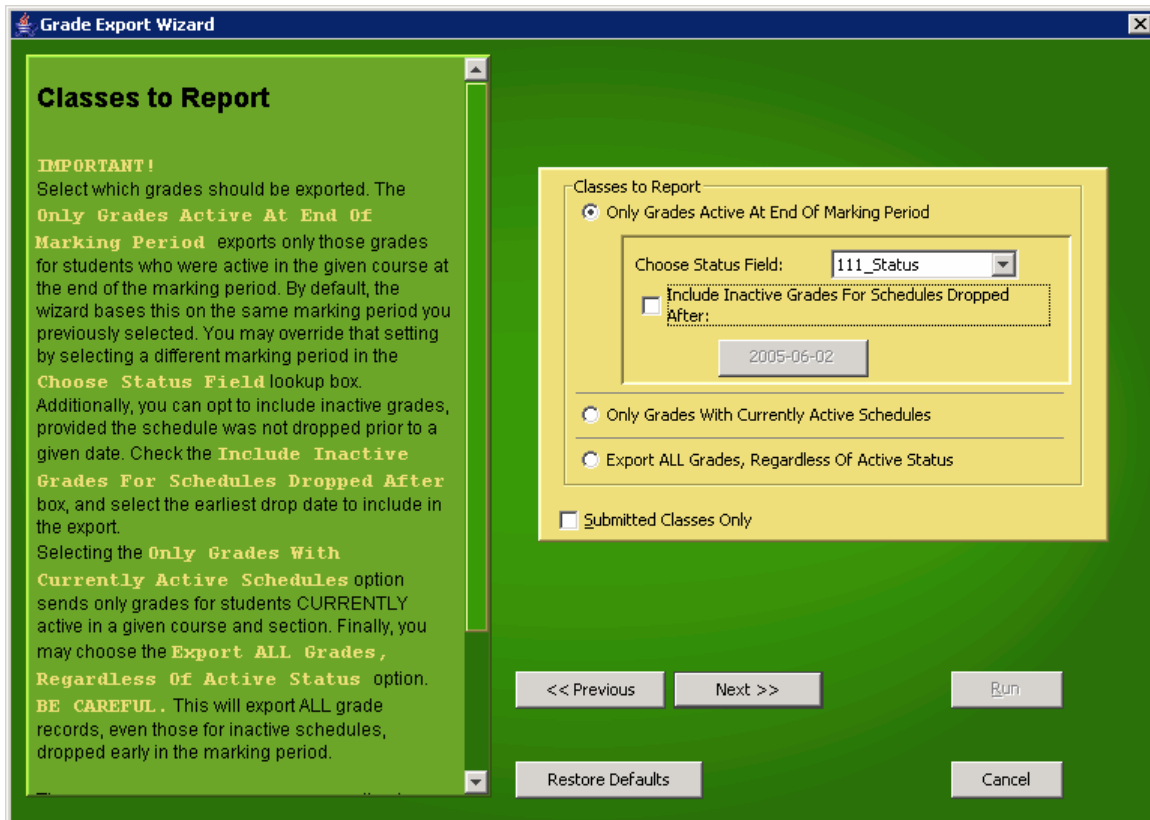 Grade Export Wizard
Classes to Report
IMPORTANT!
Select which grades should be exported. The
Only Grades Active At End Of
Marking Period exports only those grades
for students who were active in the given course at
the end of the marking period. By default, the
wizard bases this on the same marking period you
previously selected. You may override that setting
by selecting a different marking period in the
Choose Status Field lookup box.
Additionally, you can opt to include inactive grades,
provided the schedule was not dropped prior to a
given date. Check the Include Inactive
Grades For Schedules Dropped After
box, and select the earliest drop date to include in
the export.
Selecting the Only Grades With
Currently Active Schedules option
sends only grades for students CURRENTLY
active in a given course and section. Finally, you
may choose the Export ALL Grades,
Regardless Of Active Status option.
BE CAREFUL. This will export ALL grade
records, even those for inactive schedules,
dropped early in the marking period.
Classes to Report
Only Grades Active At End Of Marking Period
Choose Status Field: 111_Status
Include Inactive Grades For Schedules Dropped
After:
2005-06-02
Only Grades With Currently Active Schedules
Export ALL Grades, Regardless Of Active Status
Submitted Classes Only
<< Previous Next >> Run
Restore Defaults Cancel